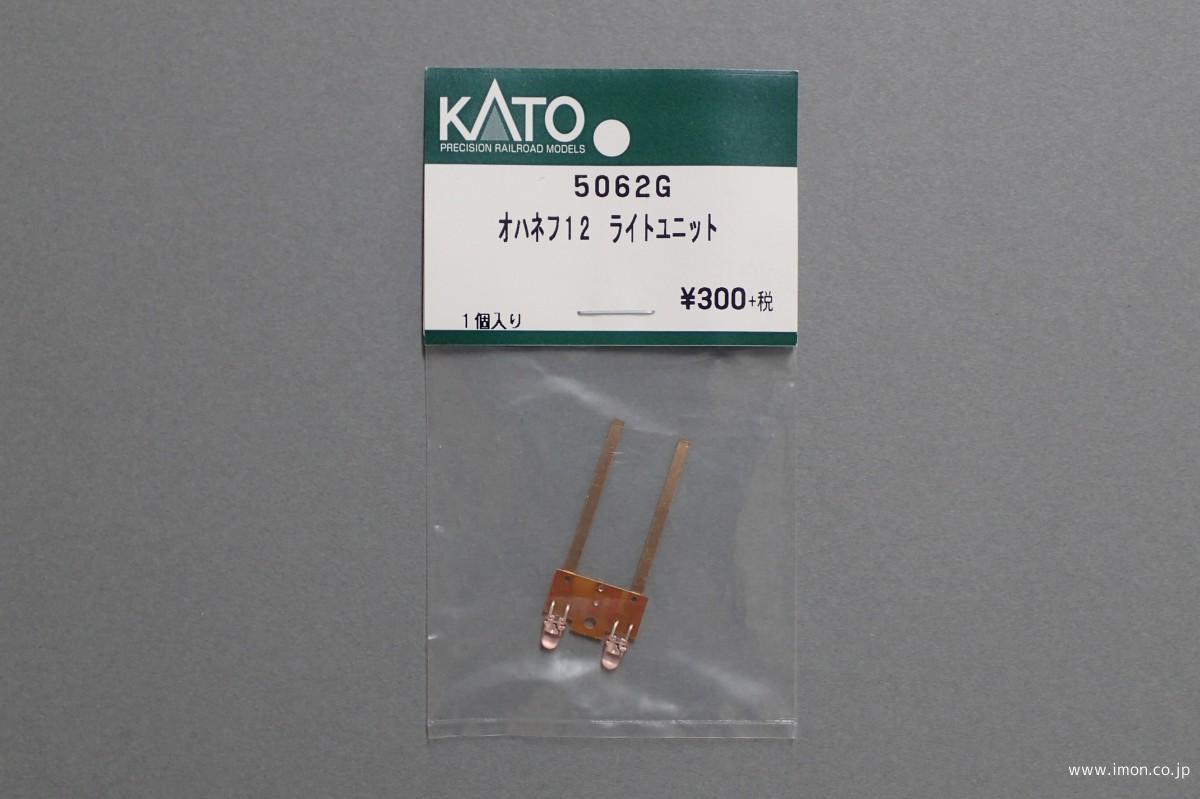 KATO
PRECISION RAILROAD MODELS
5062G
オハネフ12 ライトユニット
¥300+税
1個入り
www.imon.co.jp